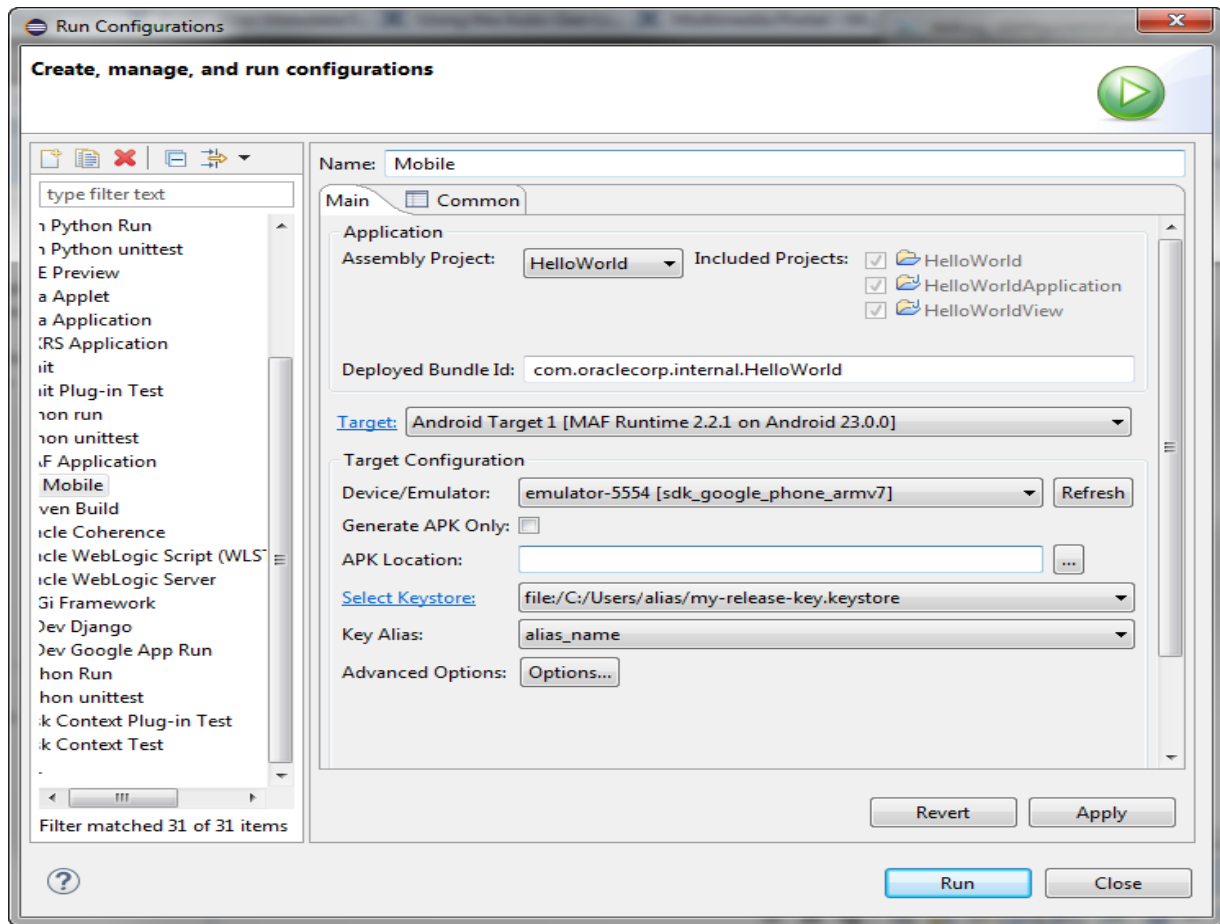 Run Configurations
Create, manage, and run configurations
type filter text
n Python Run
n Python unittest
E Preview
a Applet
a Application
RS Application
it
it Plug-in Test
hon run
hon unittest
F Application
Mobile
ven Build
cle Coherence
cle WebLogic Script (WLST
cle WebLogic Server
Gi Framework
Dev Django
Dev Google App Run
hon Run
hon unittest
k Context Plug-in Test
k Context Test
Filter matched 31 of 31 items
Name: Mobile
Main Common
Application
Assembly Project: HelloWorld Included Projects: HelloWorld
HelloWorldApplication
HelloWorldView
Deployed Bundle Id: com.oraclecorp.internal.HelloWorld
Target: Android Target 1 [MAF Runtime 2.2.1 on Android 23.0.0]
Target Configuration
Device/Emulator: emulator-5554 [sdk_google_phone_armv7] Refresh
Generate APK Only:
APK Location: ...
Select Keystore: file:/C:/Users/alias/my-release-key.keystore
Key Alias: alias_name
Advanced Options: Options...
Revert Apply
? Run Close